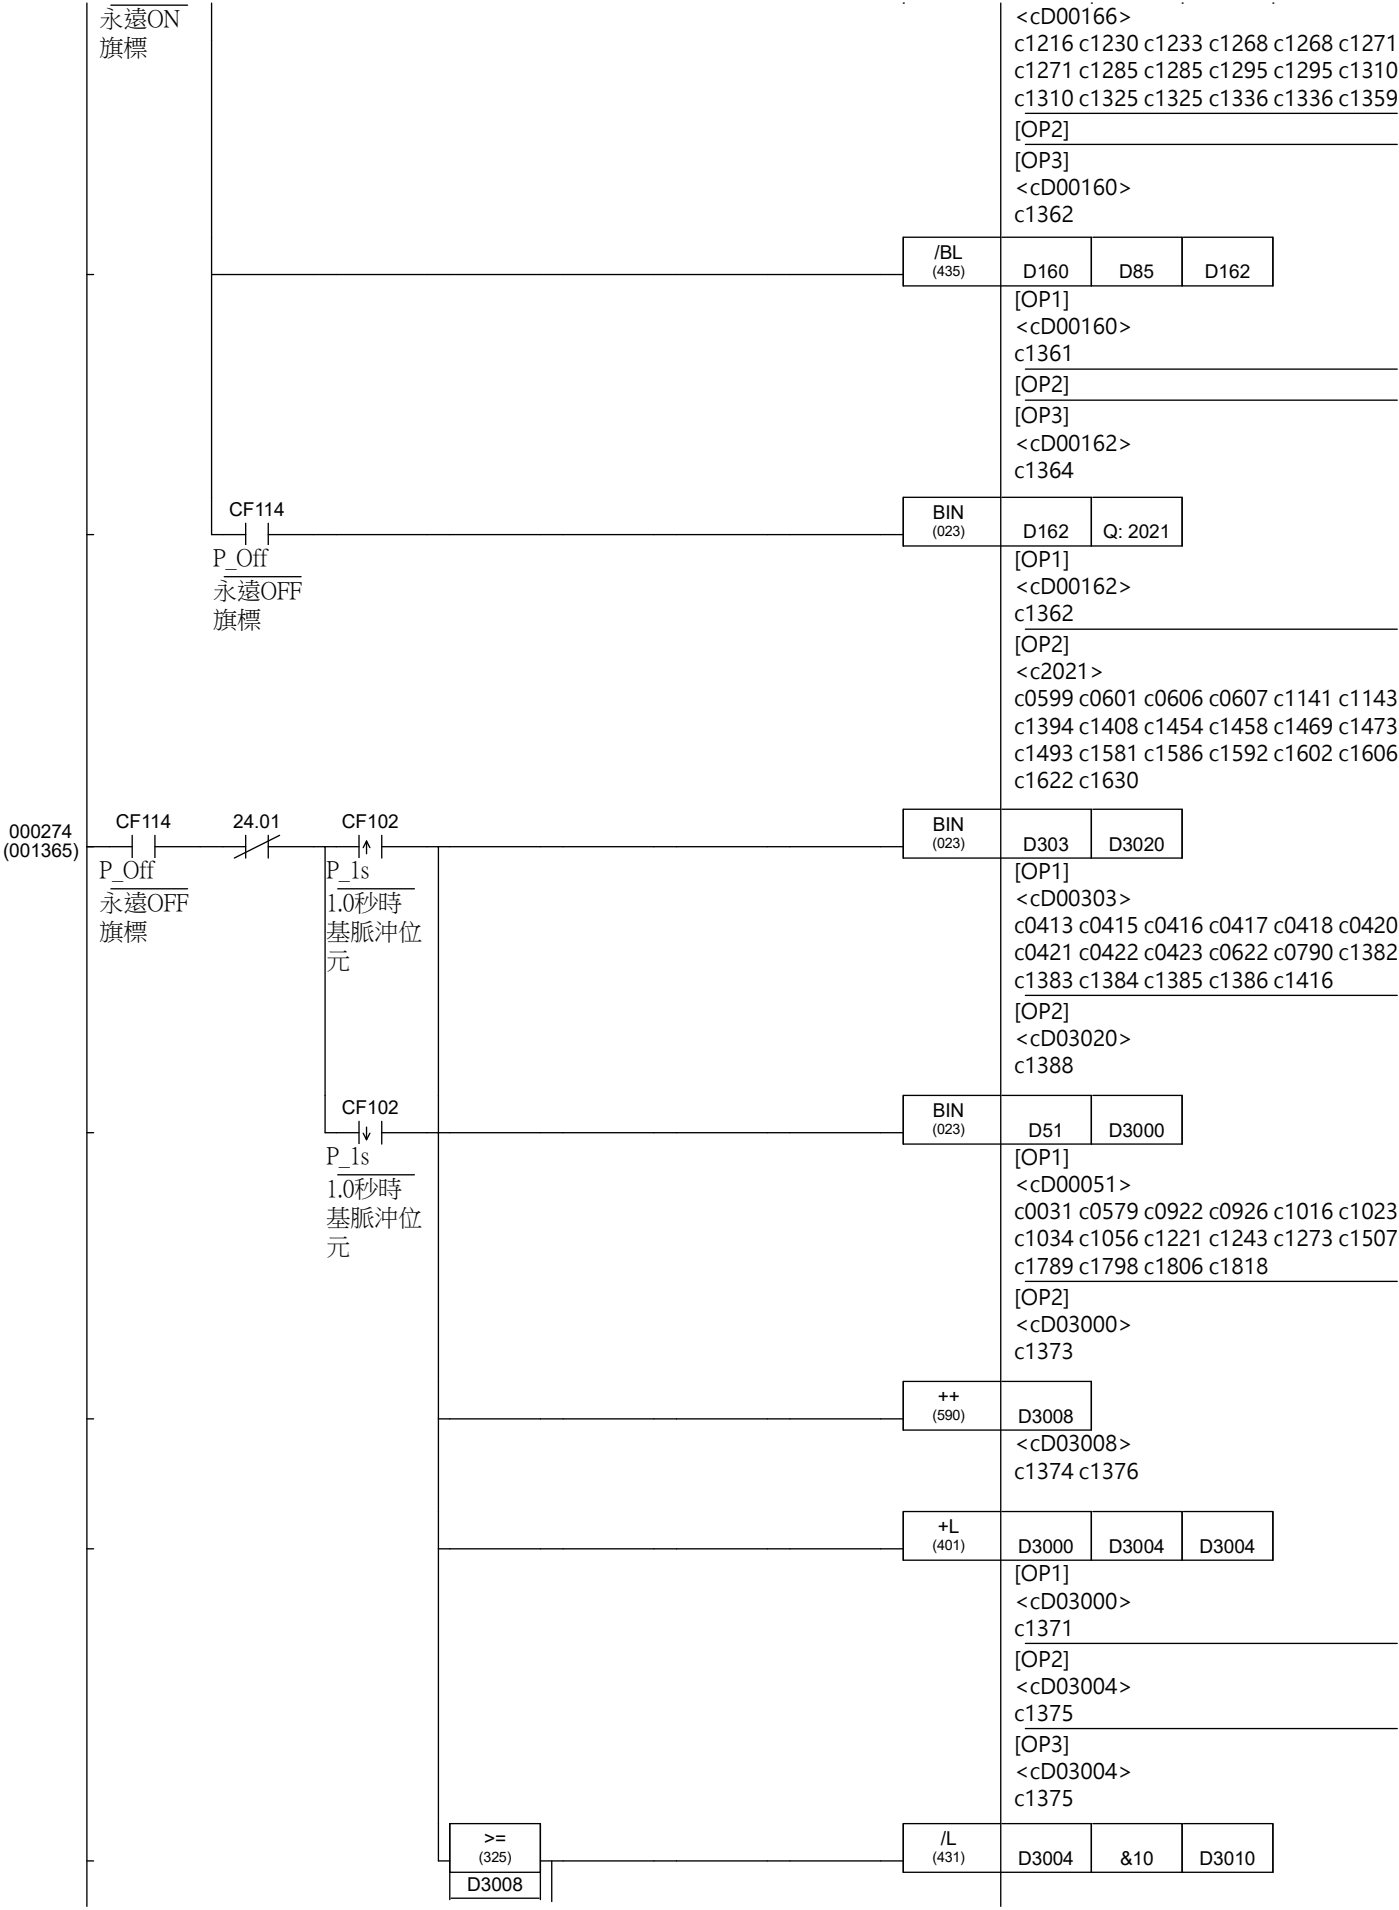 永遠ON
旗標
<cD00166>
c1216 c1230 c1233 c1268 c1268 c1271
c1271 c1285 c1285 c1295 c1295 c1310
c1310 c1325 c1325 c1336 c1336 c1359
[OP2]
[OP3]
<cD00160>
c1362
/BL
(435)
D160
D85
D162
[OP1]
<cD00160>
c1361
[OP2]
[OP3]
<cD00162>
c1364
CF114
P_Off
永遠OFF
旗標
BIN
(023)
D162
Q: 2021
[OP1]
<cD00162>
c1362
[OP2]
<c2021>
c0599 c0601 c0606 c0607 c1141 c1143
c1394 c1408 c1454 c1458 c1469 c1473
c1493 c1581 c1586 c1592 c1602 c1606
c1622 c1630
000274
(001365)
CF114
P_Off
永遠OFF
旗標
24.01
CF102
P_1s
1.0秒時
基脈沖位
元
BIN
(023)
D303
D3020
[OP1]
<cD00303>
c0413 c0415 c0416 c0417 c0418 c0420
c0421 c0422 c0423 c0622 c0790 c1382
c1383 c1384 c1385 c1386 c1416
[OP2]
<cD03020>
c1388
CF102
P_1s
1.0秒時
基脈沖位
元
BIN
(023)
D51
D3000
[OP1]
<cD00051>
c0031 c0579 c0922 c0926 c1016 c1023
c1034 c1056 c1221 c1243 c1273 c1507
c1789 c1798 c1806 c1818
[OP2]
<cD03000>
c1373
++
(590)
D3008
<cD03008>
c1374 c1376
+L
(401)
D3000
D3004
D3004
[OP1]
<cD03000>
c1371
[OP2]
<cD03004>
c1375
[OP3]
<cD03004>
c1375
>=
(325)
D3008
/L
(431)
D3004
&10
D3010